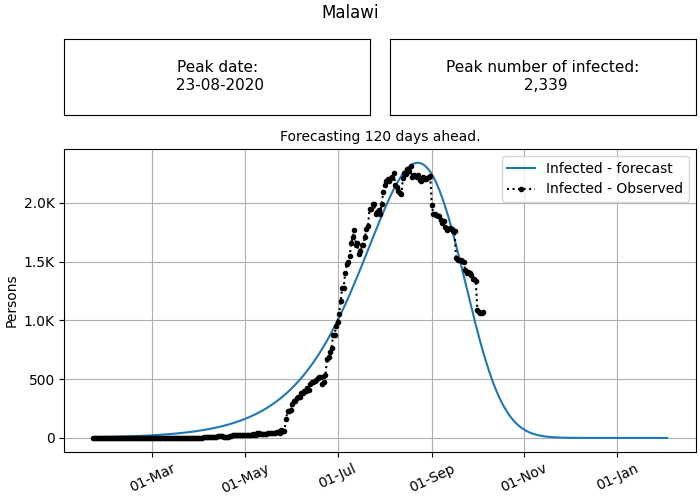 Malawi
Peak date:
23-08-2020
Peak number of infected:
2,339
Forecasting 120 days ahead.
Infected - forecast
Infected - Observed
2.0K
1.5K
1.0K
500
0
Persons
01-Mar
01-May
01-Jul
01-Sep
01-Nov
01-Jan